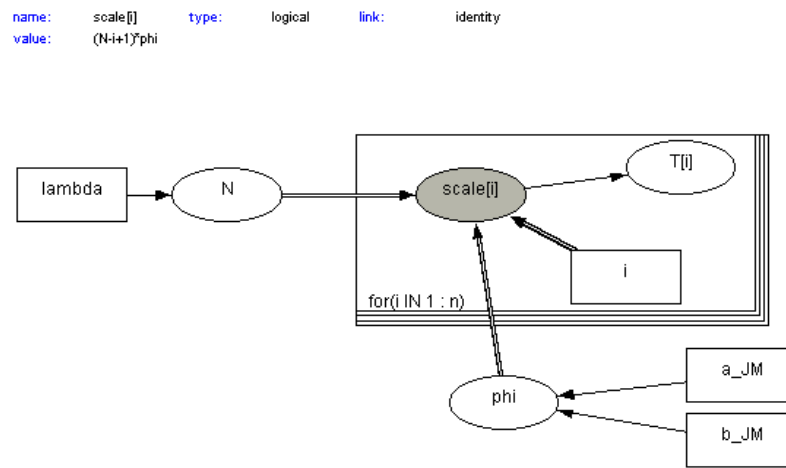 name: scale[i] type: logical link: identity
value: (N-i+1)*phi
T[i]
lambda N scale[i]
i
for(i IN 1 : n)
a_JM
phi
b_JM